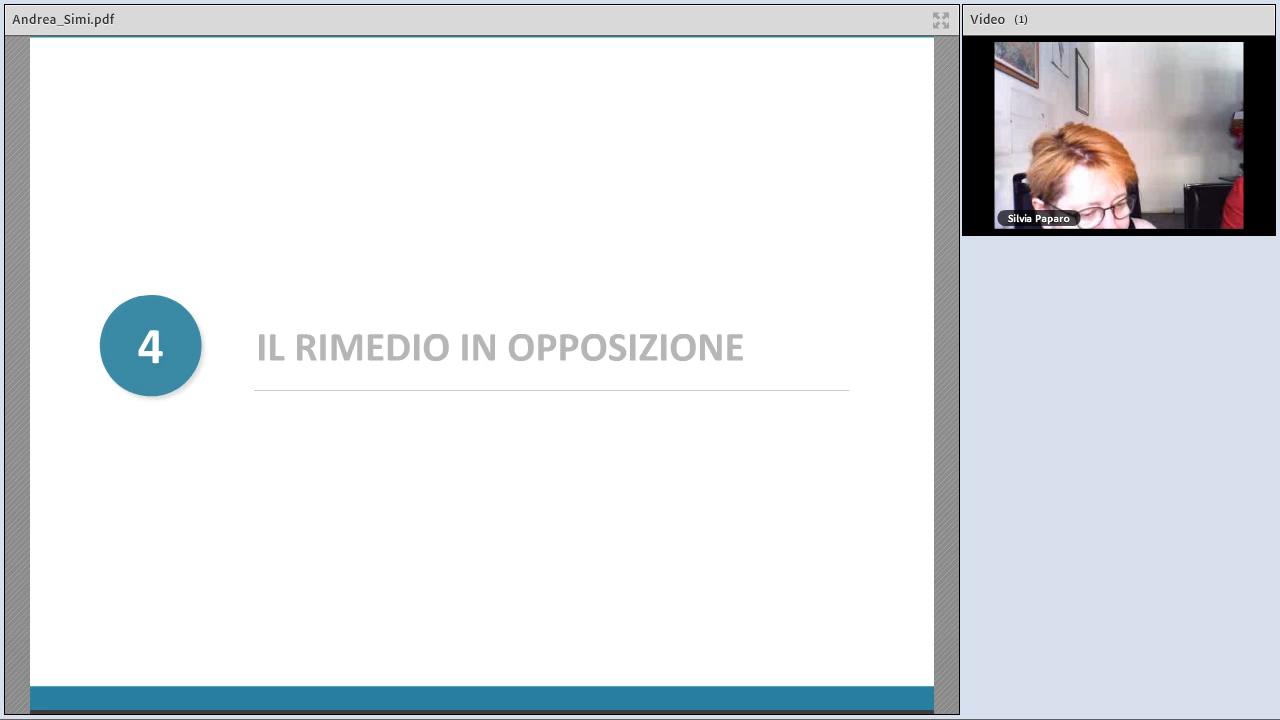 Andrea_Simi.pdf
Video (1)
Silvia Paparo
4
IL RIMEDIO IN OPPOSIZIONE